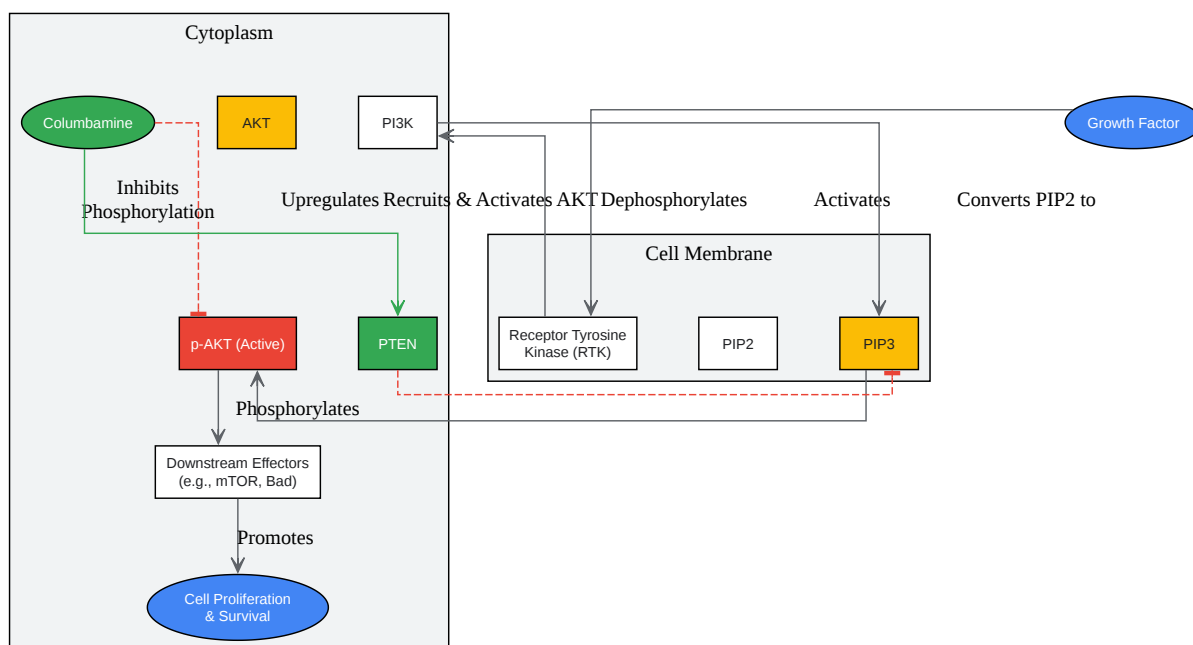 Cytoplasm
Columbamine
AKT
PI3K
Growth Factor
Inhibits
Phosphorylation
Upregulates
Recruits & Activates AKT
Dephosphorylates
Activates
Converts PIP2 to
Cell Membrane
p-AKT (Active)
PTEN
Receptor Tyrosine
Kinase (RTK)
PIP2
PIP3
Phosphorylates
Downstream Effectors
(e.g., mTOR, Bad)
Promotes
Cell Proliferation
& Survival